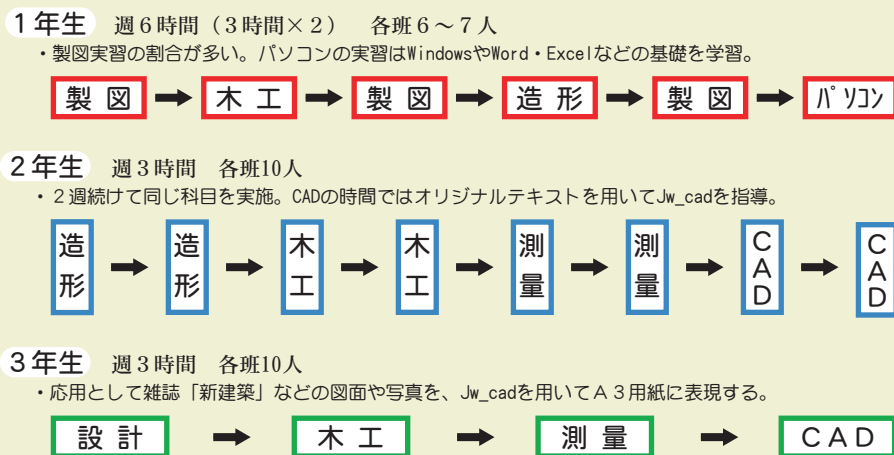 1年生 週6時間（3時間×2） 各班6～7人
・製図実習の割合が多い。パソコンの実習はWindowsやWord・Excelなどの基礎を学習。
製図 → 木工 → 製図 → 造形 → 製図 → パソコン
2年生 週3時間 各班10人
・２週続けて同じ科目を実施。CADの時間ではオリジナルテキストを用いてJw_cadを指導。
造形 → 造形 → 木工 → 木工 → 測量 → 測量 → CAD → CAD
3年生 週3時間 各班10人
・応用として雑誌「新建築」などの図面や写真を、Jw_cadを用いてＡ３用紙に表現する。
設計 → 木工 → 測量 → CAD